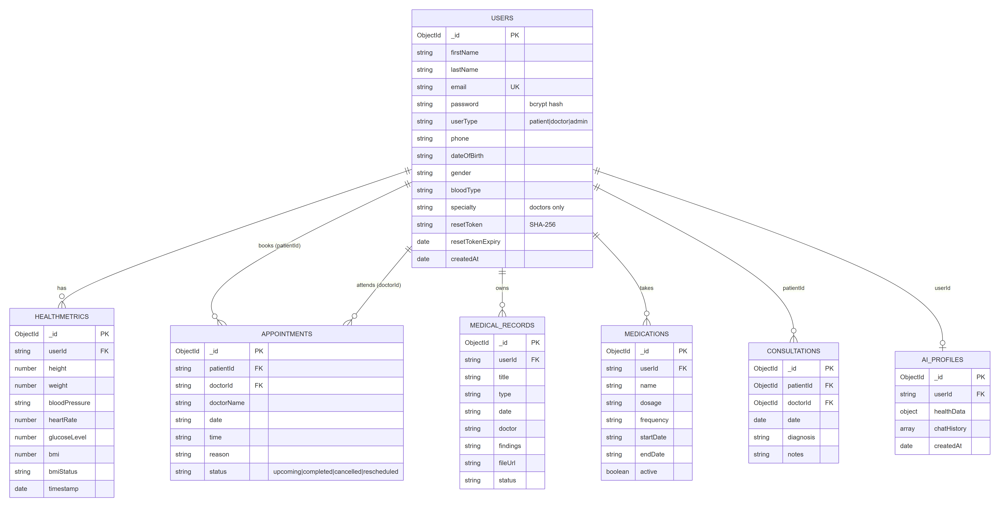 USERS
ObjectId _id PK
string firstName
string lastName
string email UK
string password bcrypt hash
string userType patient|doctor|admin
string phone
string dateOfBirth
string gender
string bloodType
string specialty doctors only
string resetToken SHA-256
date resetTokenExpiry
date createdAt
has
books (patientId)
attends (doctorId)
owns
takes
patientId
userId
HEALTHMETRICS
ObjectId _id PK
string userId FK
number height
number weight
string bloodPressure
number heartRate
number glucoseLevel
number bmi
string bmiStatus
date timestamp
APPOINTMENTS
ObjectId _id PK
string patientId FK
string doctorId FK
string doctorName
string date
string time
string reason
string status upcoming|completed|cancelled|rescheduled
MEDICAL_RECORDS
ObjectId _id PK
string userId FK
string title
string type
string date
string doctor
string findings
string fileUrl
string status
MEDICATIONS
ObjectId _id PK
string userId FK
string name
string dosage
string frequency
string startDate
string endDate
boolean active
CONSULTATIONS
ObjectId _id PK
ObjectId patientId FK
ObjectId doctorId FK
date date
string diagnosis
string notes
AI_PROFILES
ObjectId _id PK
string userId FK
object healthData
array chatHistory
date createdAt